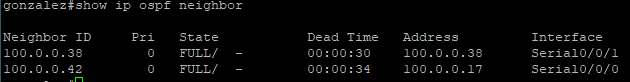 gonzalez#show ip ospf neighbor
Neighbor ID     Pri   State           Dead Time   Address         Interface
100.0.0.38        0   FULL/  -        00:00:30    100.0.0.38      Serial0/0/1
100.0.0.42        0   FULL/  -        00:00:34    100.0.0.17      Serial0/0/0